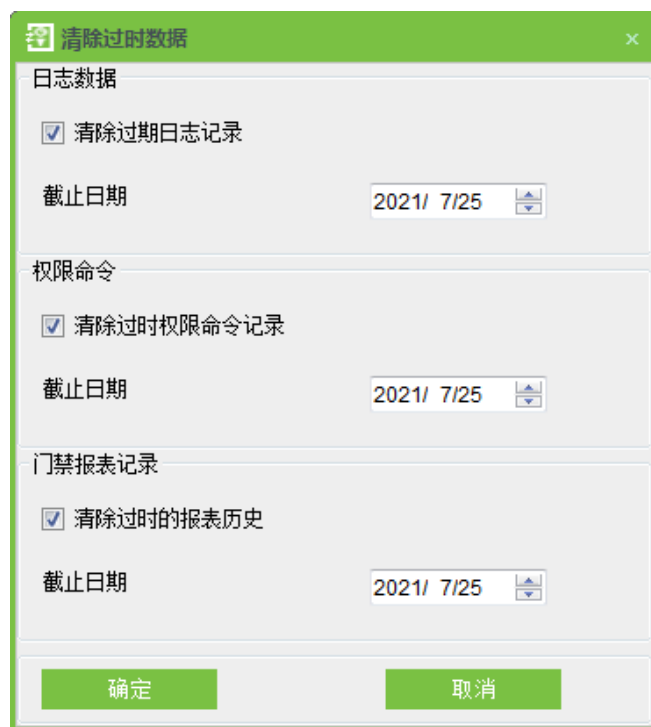 清除过时数据
日志数据
清除过期日志记录
截止日期 2021/ 7/25
权限命令
清除过时权限命令记录
截止日期 2021/ 7/25
门禁报表记录
清除过时的报表历史
截止日期 2021/ 7/25
确定 取消